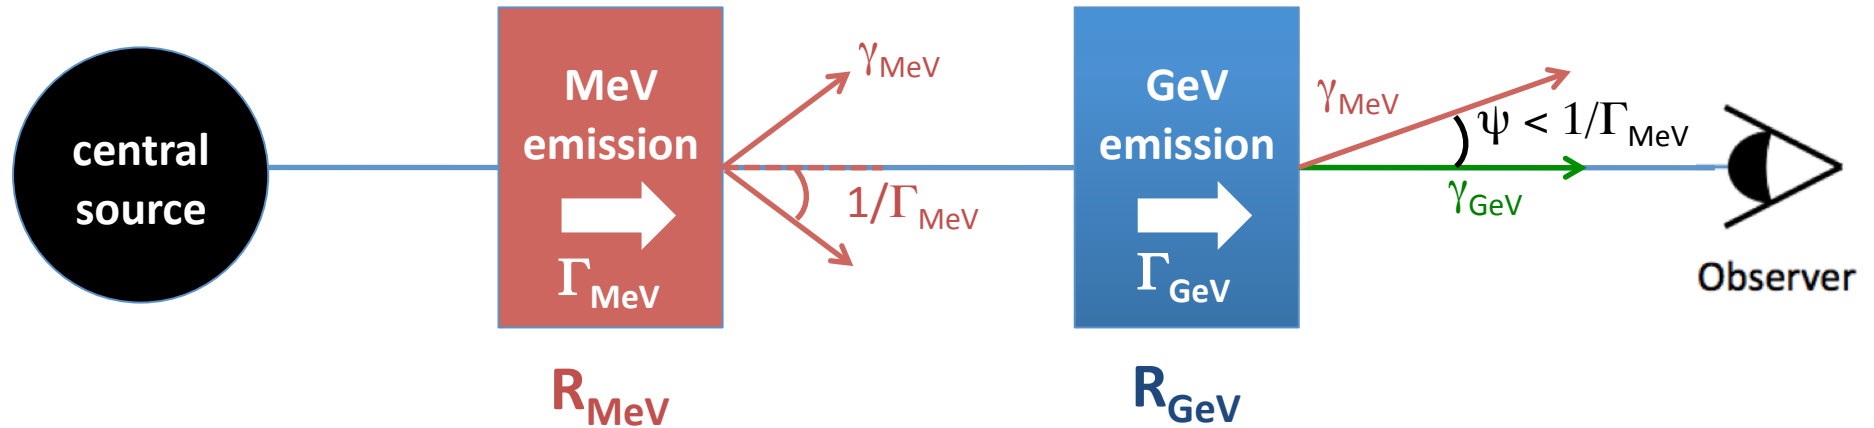 central
source
MeV
emission
Γ_MeV
R_MeV
γ_MeV
1/Γ_MeV
GeV
emission
Γ_GeV
R_GeV
γ_MeV
ψ < 1/Γ_MeV
γ_GeV
Observer